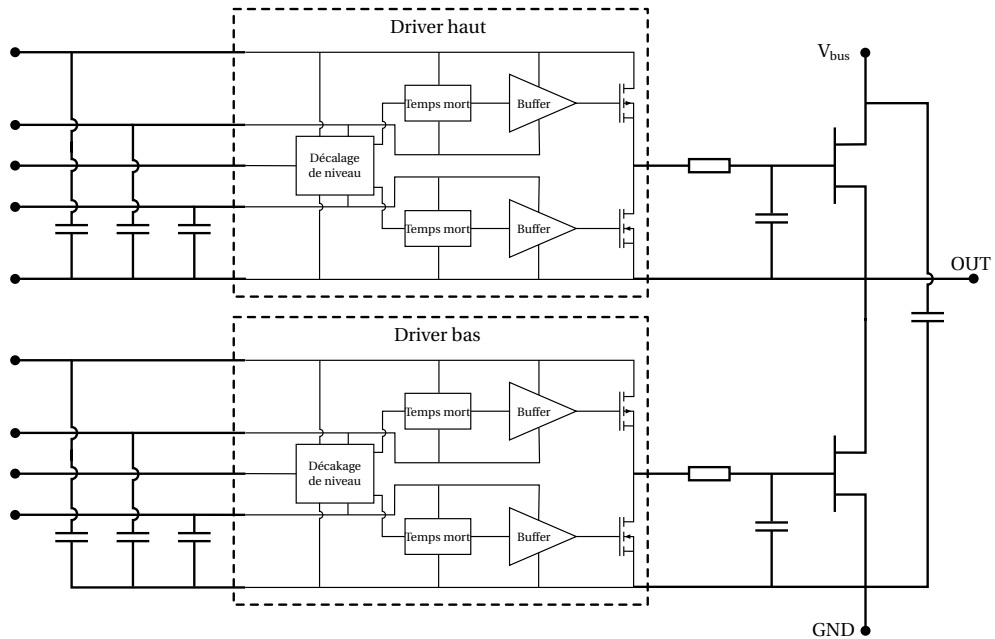 Driver haut
V_bus
Temps mort
Buffer
Décalage
de niveau
Temps mort
Buffer
OUT
Driver bas
Temps mort
Buffer
Décakage
de niveau
Temps mort
Buffer
GND